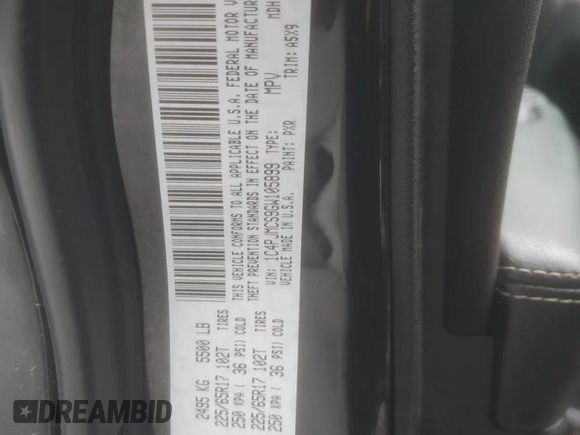 2495 KG 5500 LB
225/65R17 102T TIRES
250 KPA ( 36 PSI) COLD
225/65R17 102T TIRES
250 KPA ( 36 PSI) COLD
THIS VEHICLE CONFORMS TO ALL APPLICABLE U.S.A. FEDERAL MOTOR V
THEFT PREVENTION STANDARDS IN EFFECT ON THE DATE OF MANUFACTUR
VIN: 1C4PJMCS9GW105899 TYPE: MPV MDH
VEHICLE MADE IN U.S.A. PAINT: PXR TRIM: A5X9
DREAMBID